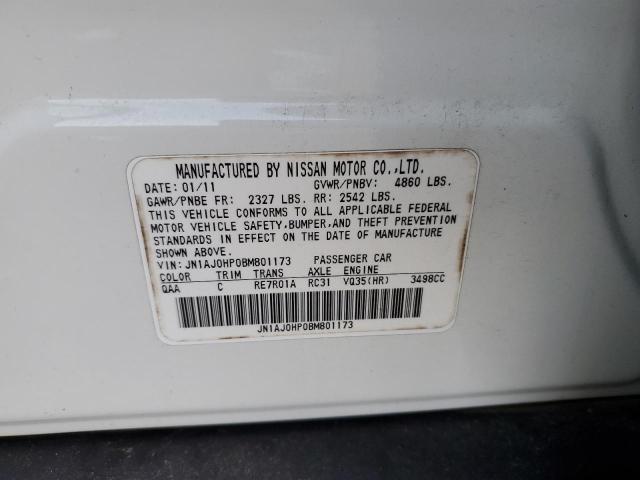 MANUFACTURED BY NISSAN MOTOR CO.,LTD.
DATE: 01/11 GVWR/PNBV: 4860 LBS.
GAWR/PNBE FR: 2327 LBS. RR: 2542 LBS.
THIS VEHICLE CONFORMS TO ALL APPLICABLE FEDERAL
MOTOR VEHICLE SAFETY, BUMPER, AND THEFT PREVENTION
STANDARDS IN EFFECT ON THE DATE OF MANUFACTURE
SHOWN ABOVE.
VIN: JN1AJ0HP0BM801173 PASSENGER CAR
COLOR TRIM TRANS AXLE ENGINE
QAA C RE7R01A RC31 VQ35(HR) 3498CC
JN1AJ0HP0BM801173